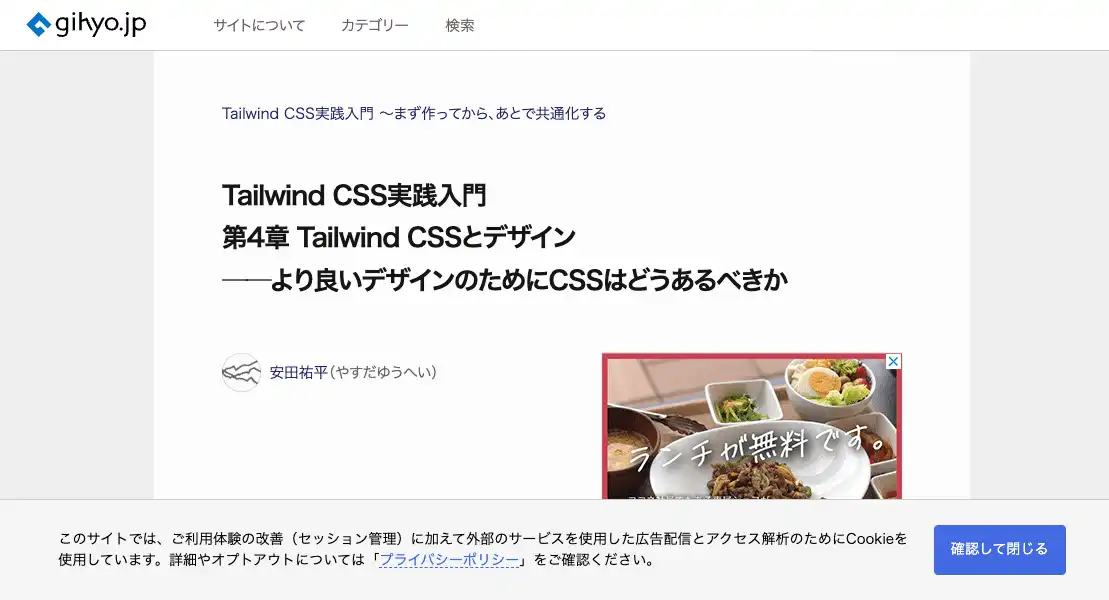 gihyo.jp
サイトについて カテゴリー 検索
Tailwind CSS実践入門 〜まず作ってから、あとで共通化する
Tailwind CSS実践入門
第4章 Tailwind CSSとデザイン
──より良いデザインのためにCSSはどうあるべきか
安田祐平(やすだゆうへい)
ランチが無料です。
このサイトでは、ご利用体験の改善（セッション管理）に加えて外部のサービスを使用した広告配信とアクセス解析のためにCookieを
使用しています。詳細やオプトアウトについては「プライバシーポリシー」をご確認ください。
確認して閉じる